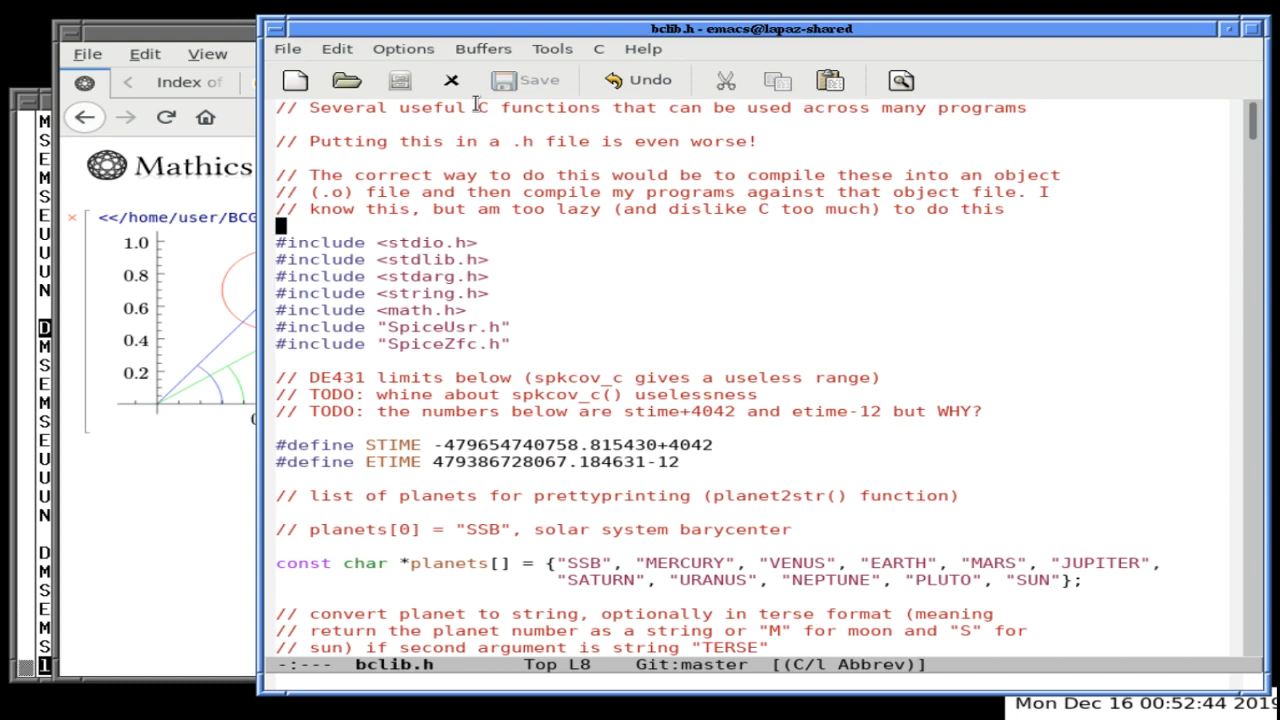 bclib.h - emacs@lapaz-shared
File Edit Options Buffers Tools C Help
Save Undo
// Several useful C functions that can be used across many programs
// Putting this in a .h file is even worse!
// The correct way to do this would be to compile these into an object
// (.o) file and then compile my programs against that object file. I
// know this, but am too lazy (and dislike C too much) to do this
#include <stdio.h>
#include <stdlib.h>
#include <stdarg.h>
#include <string.h>
#include <math.h>
#include "SpiceUsr.h"
#include "SpiceZfc.h"
// DE431 limits below (spkcov_c gives a useless range)
// TODO: whine about spkcov_c() uselessness
// TODO: the numbers below are stime+4042 and etime-12 but WHY?
#define STIME -479654740758.815430+4042
#define ETIME 479386728067.184631-12
// list of planets for prettyprinting (planet2str() function)
// planets[0] = "SSB", solar system barycenter
const char *planets[] = {"SSB", "MERCURY", "VENUS", "EARTH", "MARS", "JUPITER",
"SATURN", "URANUS", "NEPTUNE", "PLUTO", "SUN"};
// convert planet to string, optionally in terse format (meaning
// return the planet number as a string or "M" for moon and "S" for
// sun) if second argument is string "TERSE"
-:--- bclib.h Top L8 Git:master [(C/l Abbrev)]
File Edit View
Index of
Mathics
<</home/user/BCG
1.0
0.8
0.6
0.4
0.2
M
S
E
M
S
E
U
U
U
N
D
M
S
E
M
S
E
U
U
N
D
M
S
E
M
S
1
Mon Dec 16 00:52:44 2019